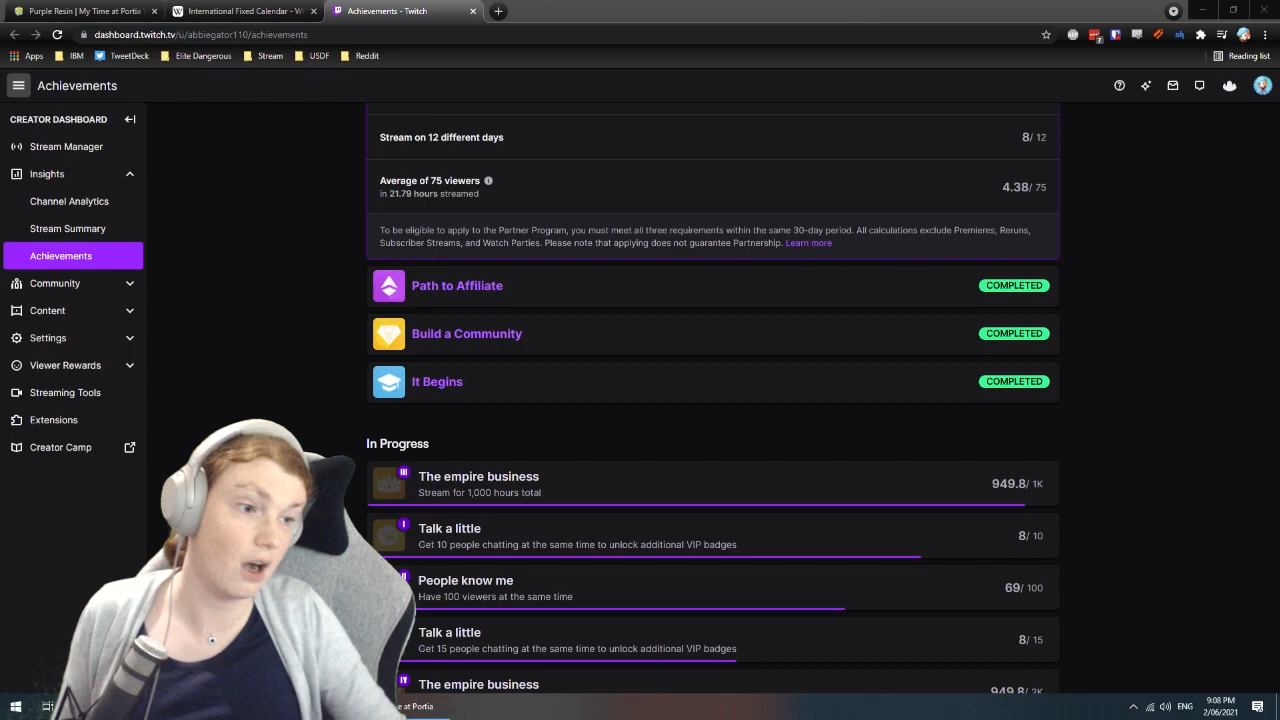 Purple Resin | My Time at Portia
International Fixed Calendar - Wi
Achievements - Twitch
dashboard.twitch.tv/u/abbiegator110/achievements
Apps
IBM
TweetDeck
Elite Dangerous
Stream
USDF
Reddit
Reading list
Achievements
CREATOR DASHBOARD
Stream Manager
Insights
Channel Analytics
Stream Summary
Achievements
Community
Content
Settings
Viewer Rewards
Streaming Tools
Extensions
Creator Camp
Stream on 12 different days
8/ 12
Average of 75 viewers
in 21.79 hours streamed
4.38/ 75
To be eligible to apply to the Partner Program, you must meet all three requirements within the same 30-day period. All calculations exclude Premieres, Reruns,
Subscriber Streams, and Watch Parties. Please note that applying does not guarantee Partnership. Learn more
Path to Affiliate
COMPLETED
Build a Community
COMPLETED
It Begins
COMPLETED
In Progress
III
The empire business
Stream for 1,000 hours total
949.8/ 1K
I
Talk a little
Get 10 people chatting at the same time to unlock additional VIP badges
8/ 10
People know me
Have 100 viewers at the same time
69/ 100
Talk a little
Get 15 people chatting at the same time to unlock additional VIP badges
8/ 15
IV
The empire business
949.8/ 2K
e at Portia
ENG
9:08 PM
2/06/2021